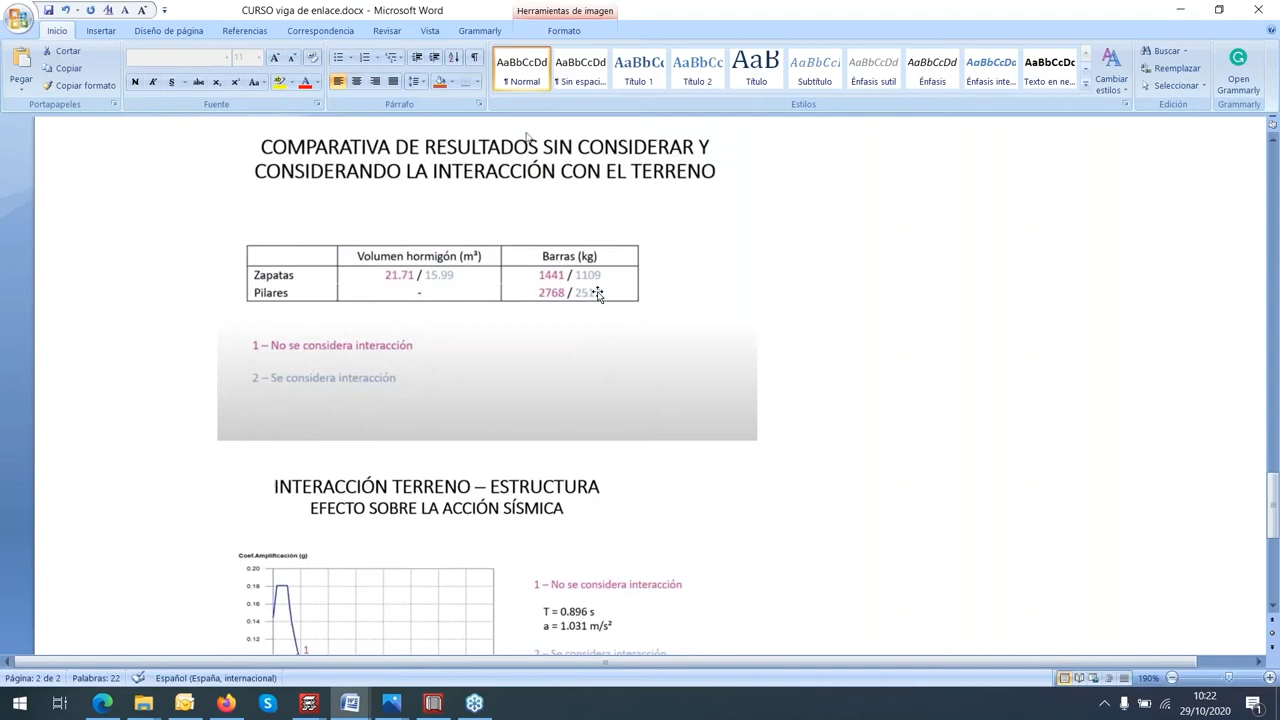 CURSO viga de enlace.docx - Microsoft Word
Herramientas de imagen
Inicio
Insertar
Diseño de página
Referencias
Correspondencia
Revisar
Vista
Grammarly
Formato
Cortar
Copiar
Copiar formato
Pegar
Portapapeles
Fuente
Párrafo
AaBbCcDd
¶ Normal
AaBbCcDd
¶ Sin espaci...
AaBbC
Título 1
AaBbCc
Título 2
AaB
Título
AaBbCcI
Subtítulo
AaBbCcDd
Énfasis sutil
AaBbCcDd
Énfasis
AaBbCcDd
Énfasis inte...
AaBbCcDd
Texto en ne...
Estilos
Cambiar
estilos
Buscar
Reemplazar
Seleccionar
Edición
Open
Grammarly
Grammarly
COMPARATIVA DE RESULTADOS SIN CONSIDERAR Y
CONSIDERANDO LA INTERACCIÓN CON EL TERRENO
Volumen hormigón (m³) Barras (kg)
Zapatas 21.71 / 15.99 1441 / 1109
Pilares - 2768 /
1 – No se considera interacción
2 – Se considera interacción
INTERACCIÓN TERRENO – ESTRUCTURA
EFECTO SOBRE LA ACCIÓN SÍSMICA
Coef.Amplificación (g)
0.20
0.18
0.16
0.14
0.12
1
1 – No se considera interacción
T = 0.896 s
a = 1.031 m/s²
2 – Se considera interacción
Página: 2 de 2
Palabras: 22
Español (España, internacional)
190%
10:22
29/10/2020